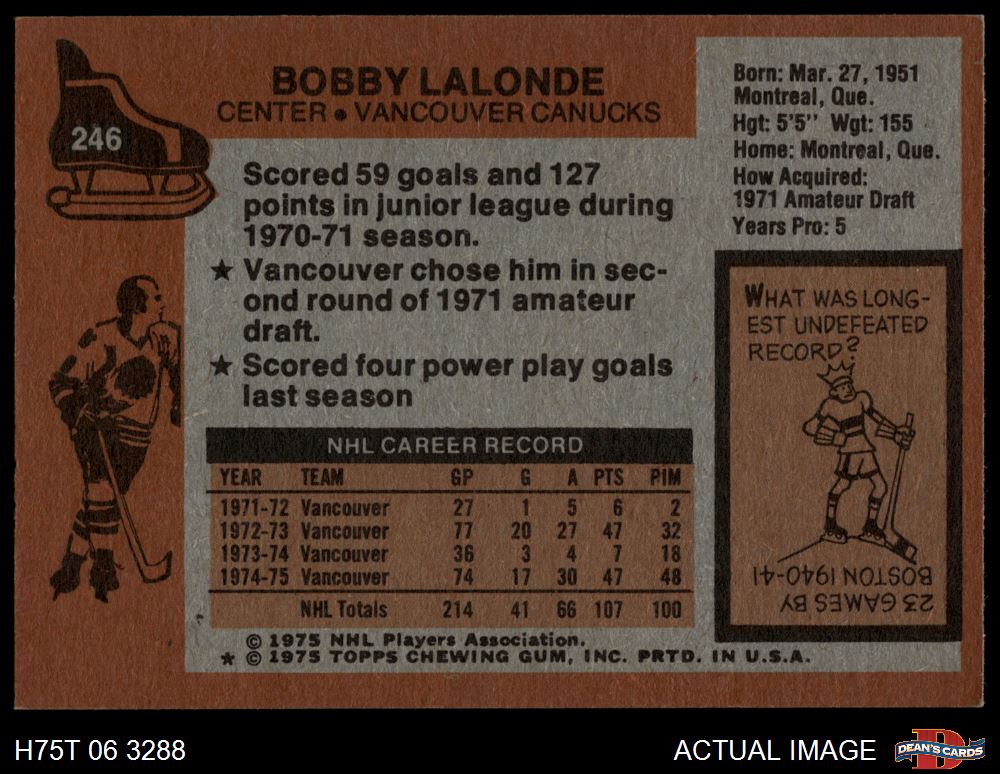 246
BOBBY LALONDE
CENTER • VANCOUVER CANUCKS
Born: Mar. 27, 1951
Montreal, Que.
Hgt: 5'5" Wgt: 155
Home: Montreal, Que.
How Acquired:
1971 Amateur Draft
Years Pro: 5
Scored 59 goals and 127
points in junior league during
1970-71 season.
★ Vancouver chose him in sec-
ond round of 1971 amateur
draft.
★ Scored four power play goals
last season
WHAT WAS LONG-
EST UNDEFEATED
RECORD?
23 GAMES BY
BOSTON 1940-41
NHL CAREER RECORD
YEAR TEAM GP G A PTS PIM
1971-72 Vancouver 27 1 5 6 2
1972-73 Vancouver 77 20 27 47 32
1973-74 Vancouver 36 3 4 7 18
1974-75 Vancouver 74 17 30 47 48
NHL Totals 214 41 66 107 100
© 1975 NHL Players Association.
★ © 1975 TOPPS CHEWING GUM, INC. PRTD. IN U.S.A.
H75T 06 3288
ACTUAL IMAGE
D
DEAN'S CARDS